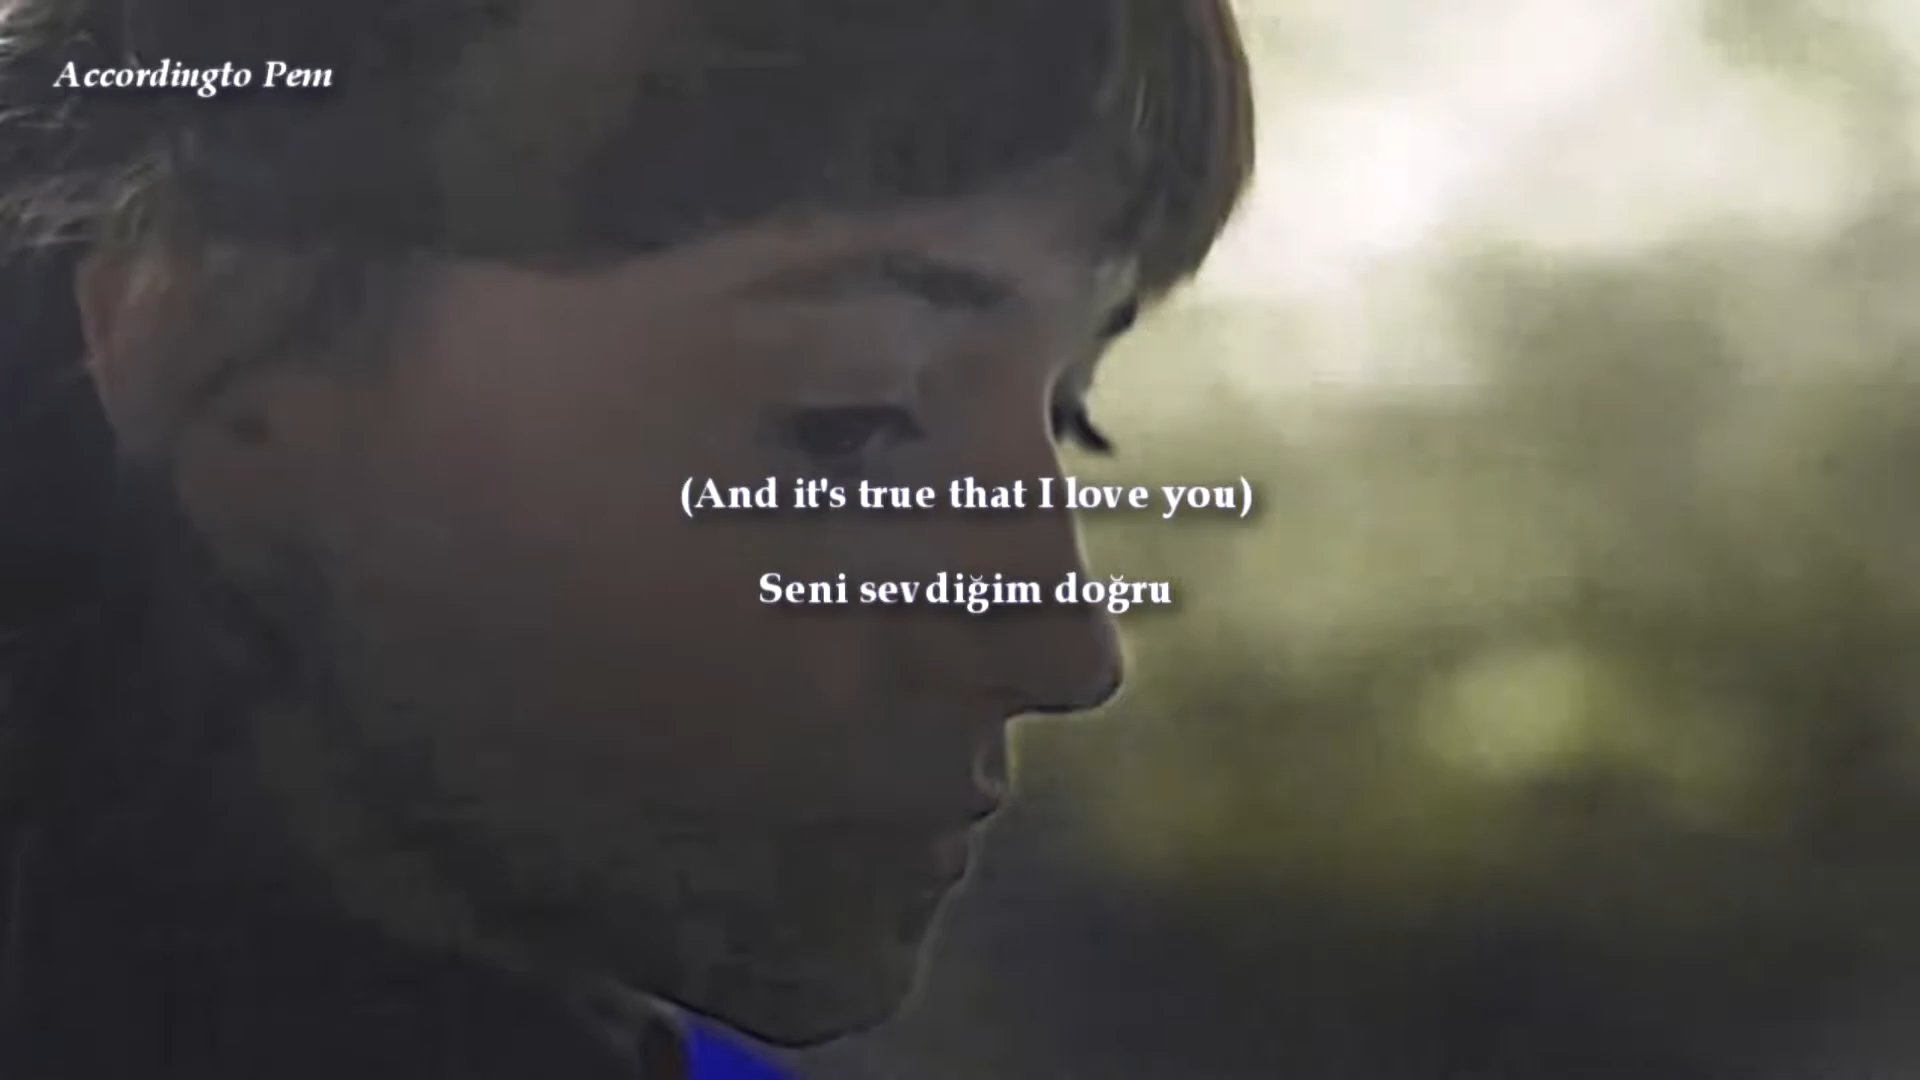 Accordingto Pem
(And it's true that I love you)
Seni sevdiğim doğru